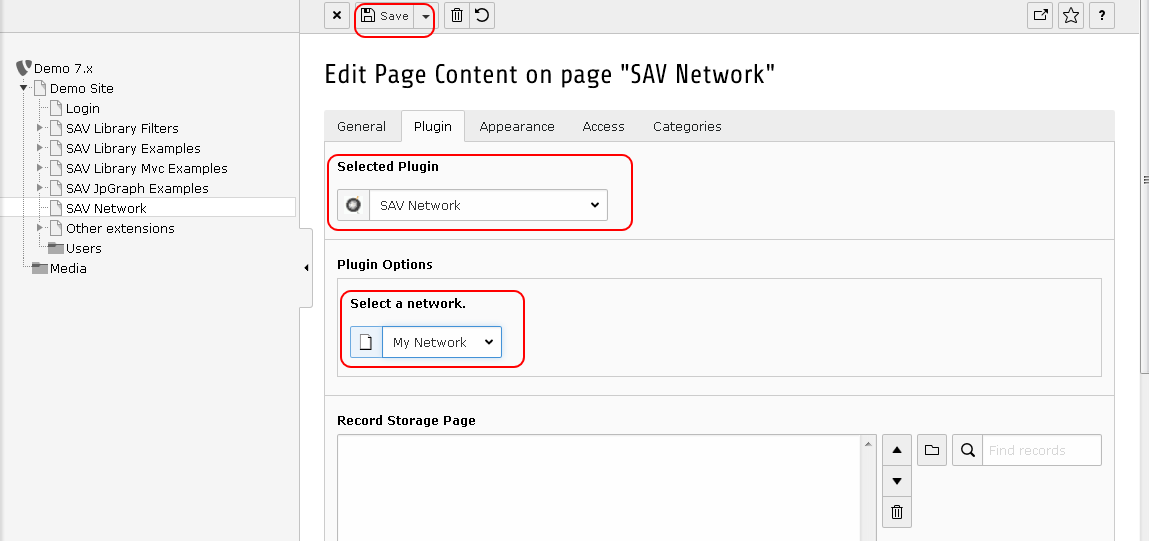 Save
?
Demo 7.x
Demo Site
Login
SAV Library Filters
SAV Library Examples
SAV Library Mvc Examples
SAV JpGraph Examples
SAV Network
Other extensions
Users
Media
Edit Page Content on page "SAV Network"
General Plugin Appearance Access Categories
Selected Plugin
SAV Network
Plugin Options
Select a network.
My Network
Record Storage Page
Find records